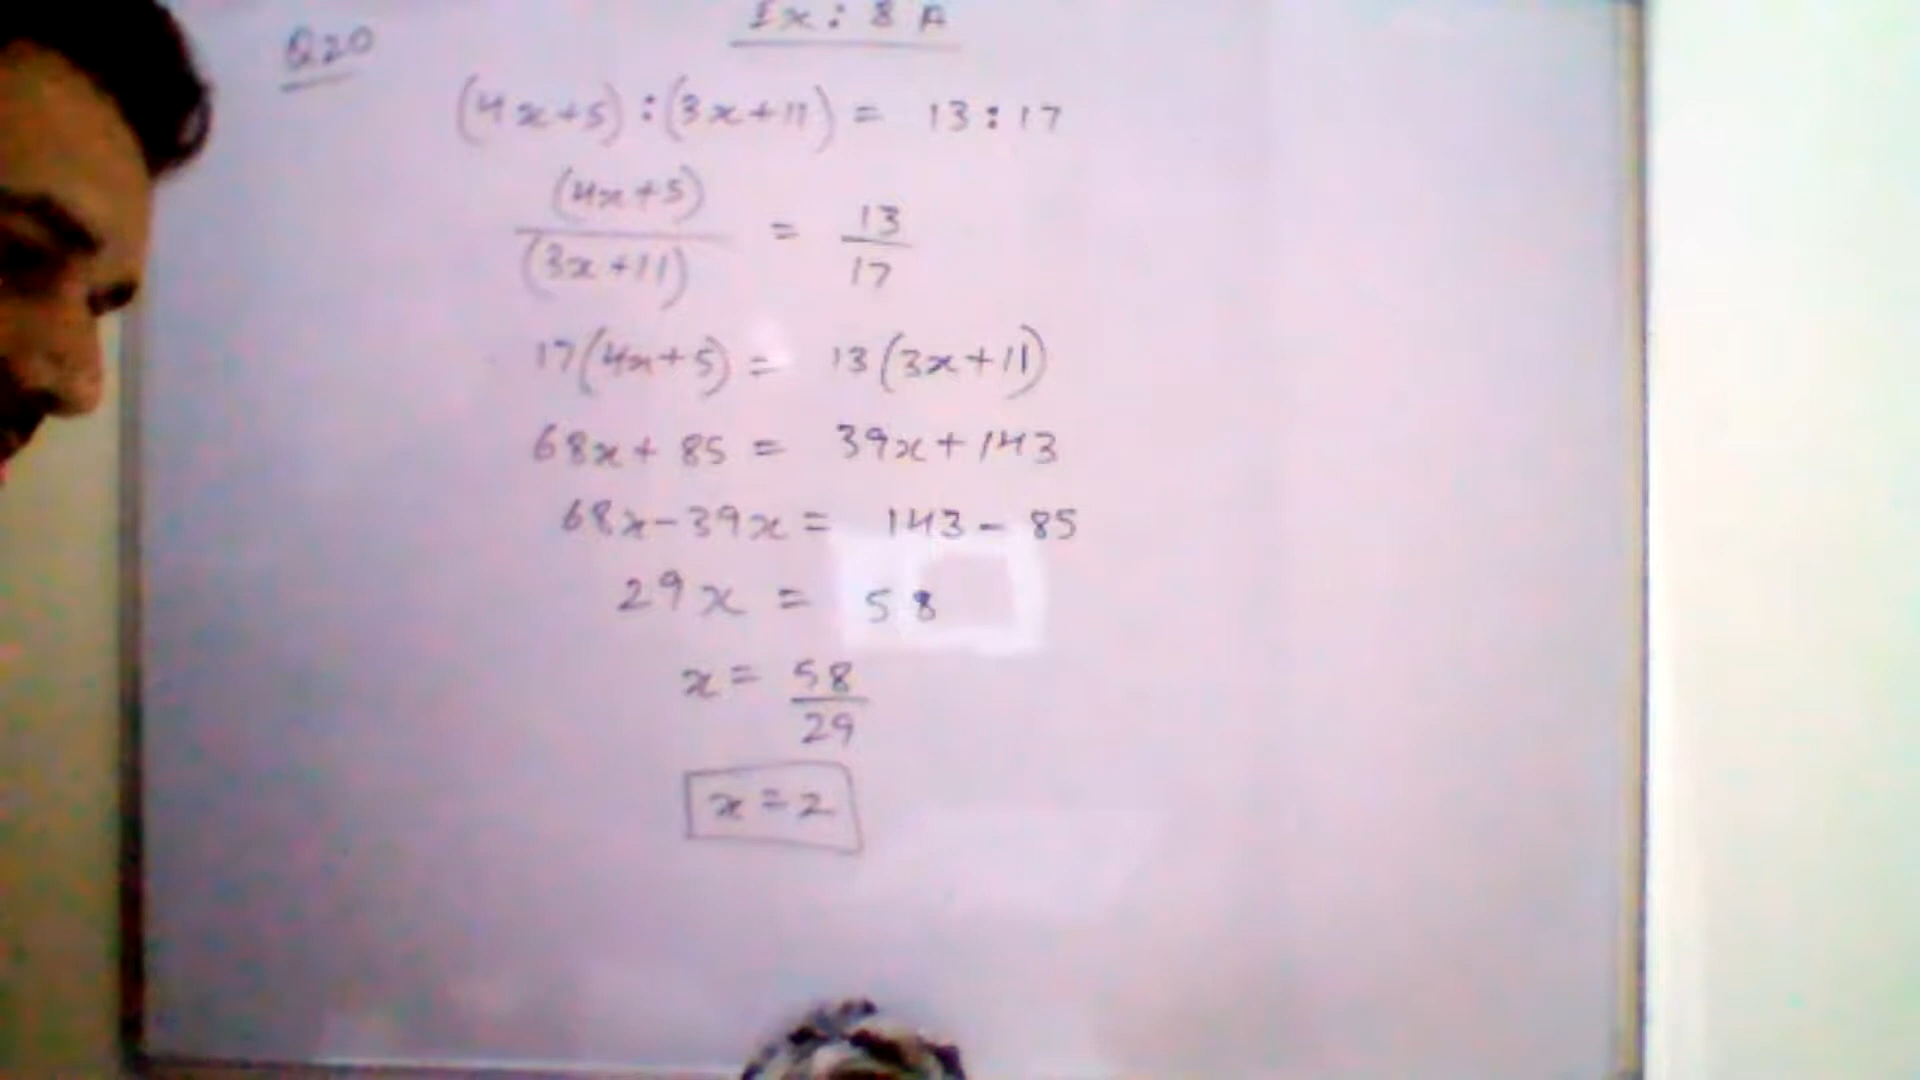 Ex: 8 A
Q20
(4x+5):(3x+11) = 13:17
(4x+5)/(3x+11) = 13/17
17(4x+5) = 13(3x+11)
68x+ 85 = 39x+143
68x-39x = 143 - 85
29x = 58
x = 58/29
x = 2